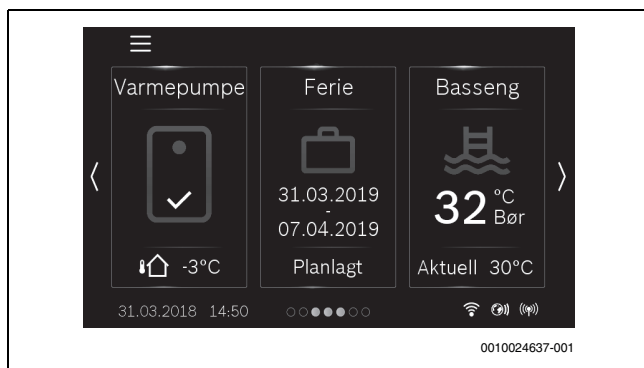 Varmepumpe
-3°C
Ferie
31.03.2019
-
07.04.2019
Planlagt
Basseng
32 °C
Bør
Aktuell 30°C
31.03.2018 14:50
0010024637-001